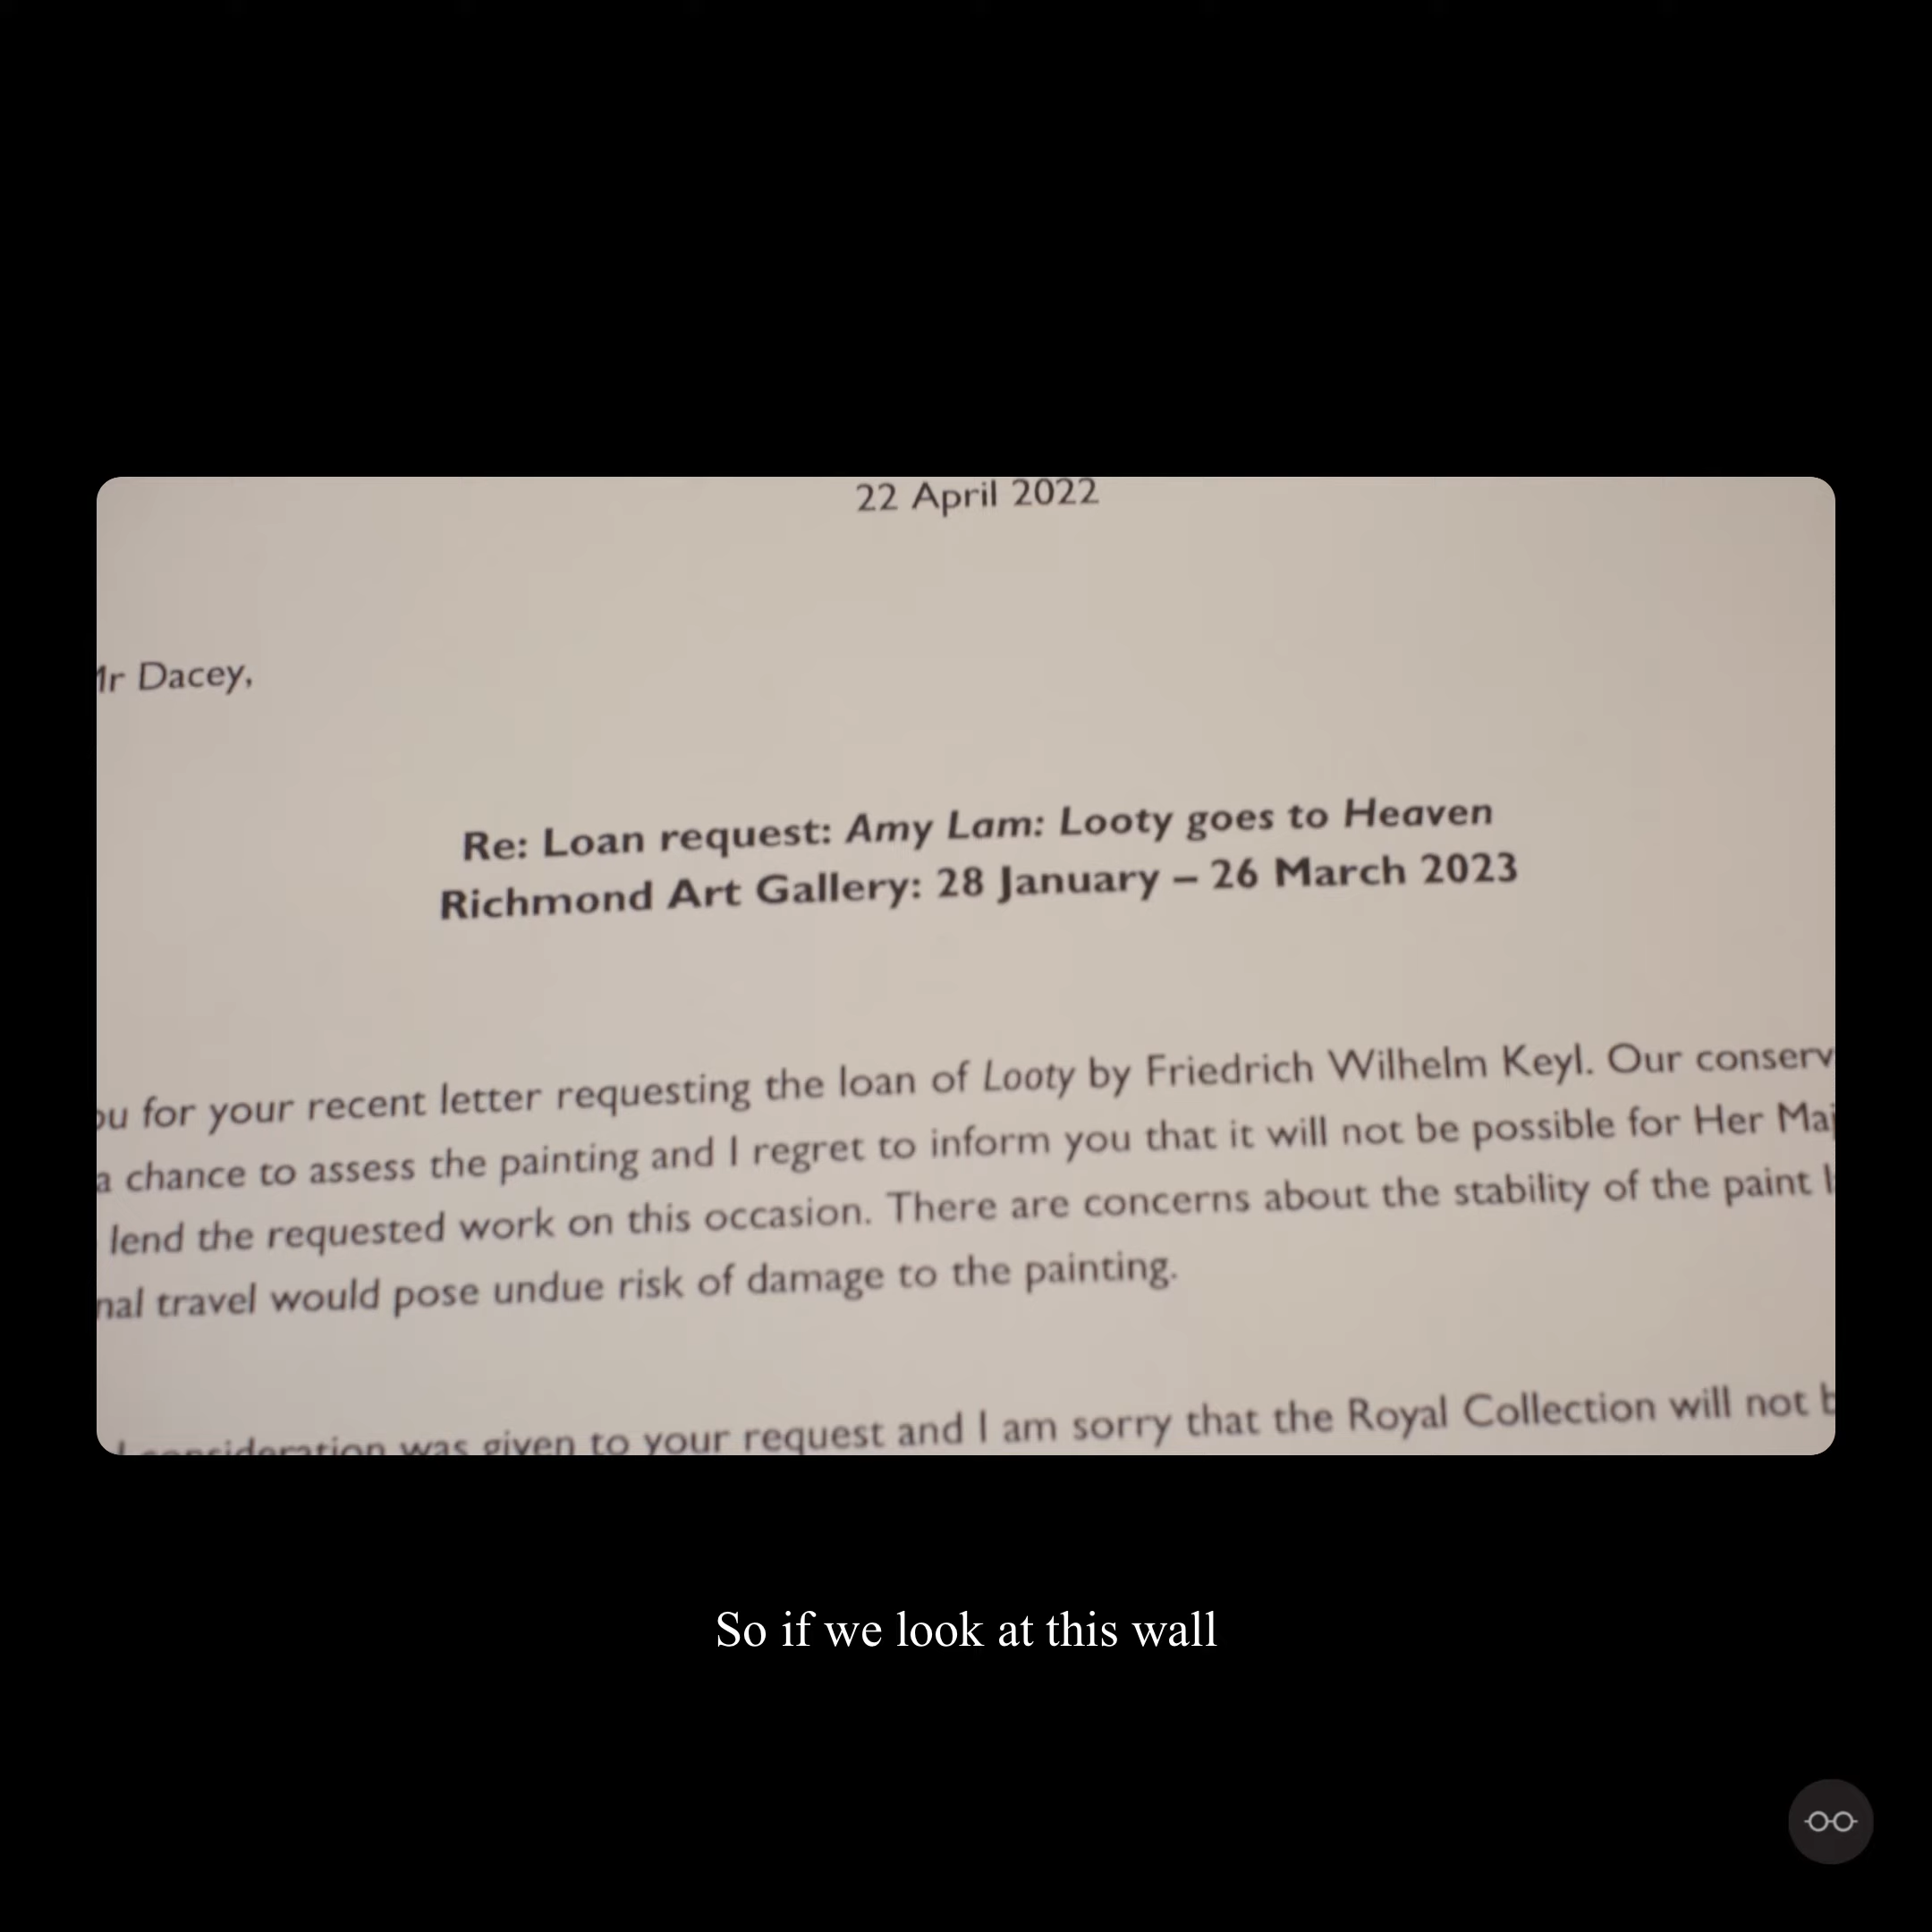 22 April 2022
Mr Dacey,
Re: Loan request: Amy Lam: Looty goes to Heaven
Richmond Art Gallery: 28 January – 26 March 2023
ou for your recent letter requesting the loan of Looty by Friedrich Wilhelm Keyl. Our conserv
a chance to assess the painting and I regret to inform you that it will not be possible for Her Maj
lend the requested work on this occasion. There are concerns about the stability of the paint l
nal travel would pose undue risk of damage to the painting.
consideration was given to your request and I am sorry that the Royal Collection will not b
So if we look at this wall